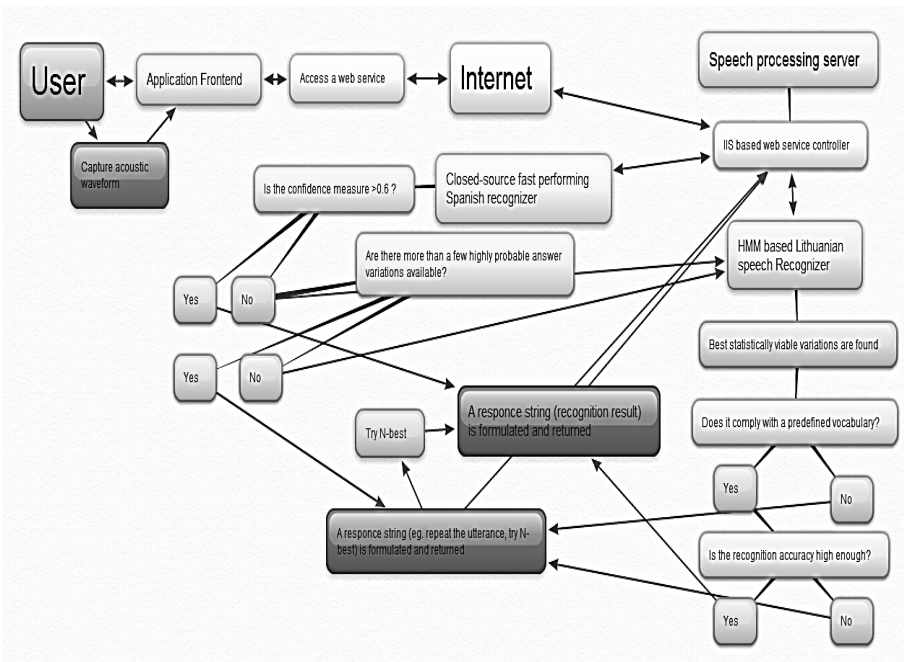 User
Application Frontend
Access a web service
Internet
Speech processing server
Capture acoustic
waveform
IIS based web service controller
Is the confidence measure >0.6 ?
Closed-source fast performing
Spanish recognizer
HMM based Lithuanian
speech Recognizer
Are there more than a few highly probable answer
variations available?
Yes
No
Best statistically viable variations are found
Yes
No
A responce string (recognition result)
is formulated and returned
Try N-best
Does it comply with a predefined vocabulary?
Yes
No
A responce string (eg. repeat the utterance, try N-
best) is formulated and returned
Is the recognition accuracy high enough?
Yes
No